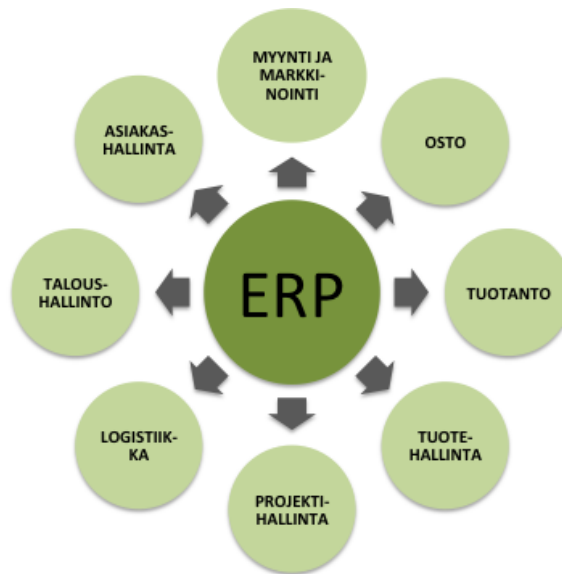 MYYNTI JA
MARKKI-
NOINTI
OSTO
TUOTANTO
TUOTE-
HALLINTA
PROJEKTI-
HALLINTA
LOGISTIIK-
KA
TALOUS-
HALLINTO
ASIAKAS-
HALLINTA
ERP